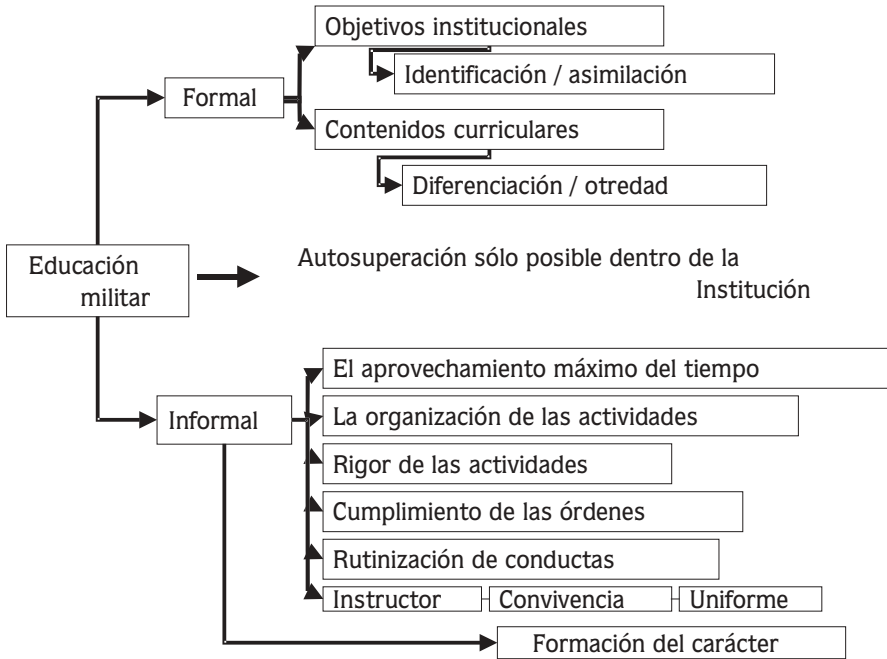 Objetivos institucionales
Identificación / asimilación
Formal
Contenidos curriculares
Diferenciación / otredad
Educación
militar
Autosuperación sólo posible dentro de la
Institución
El aprovechamiento máximo del tiempo
La organización de las actividades
Informal
Rigor de las actividades
Cumplimiento de las órdenes
Rutinización de conductas
Instructor Convivencia Uniforme
Formación del carácter